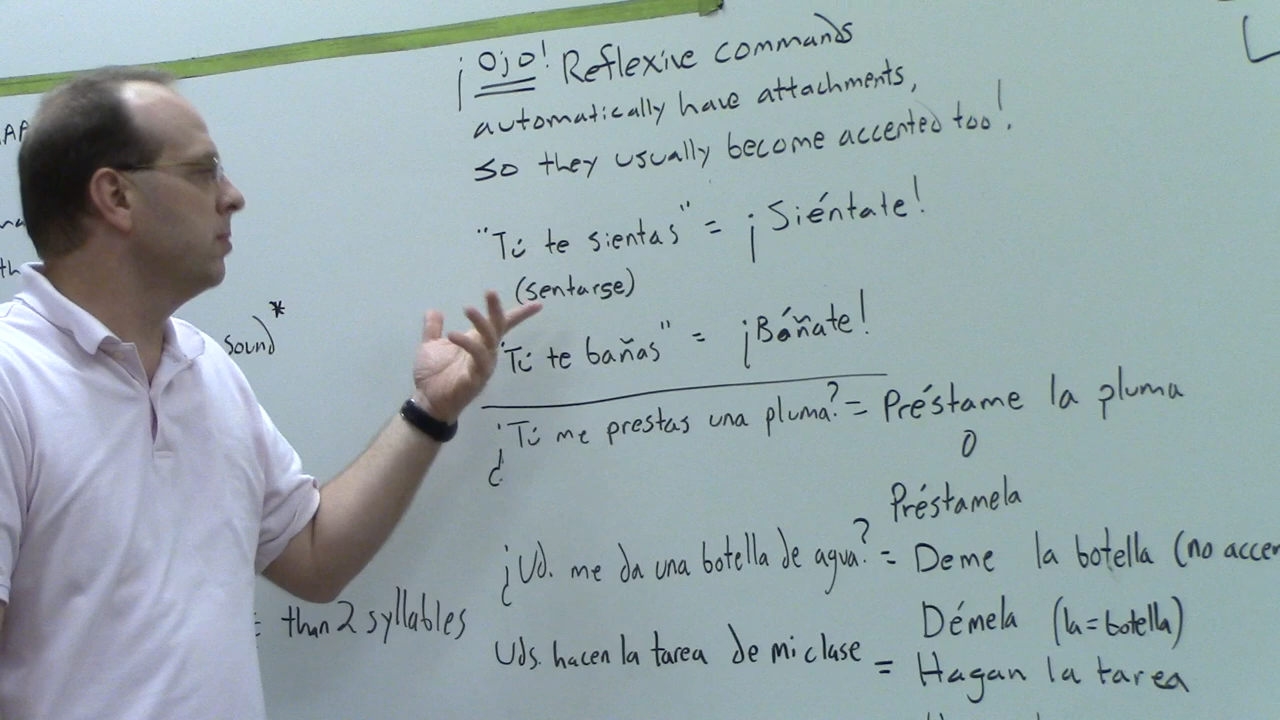 ¡Ojo! Reflexive commands
automatically have attachments,
so they usually become accented too!
"Tú te sientas" = ¡Siéntate!
(sentarse)
sound*
"Tú te bañas" = ¡Báñate!
¿Tú me prestas una pluma? = Préstame la pluma
O
Préstamela
¿Ud. me da una botella de agua? = Deme la botella (no accen
Démela (la=botella)
than 2 syllables
Uds. hacen la tarea de mi clase = Hagan la tarea